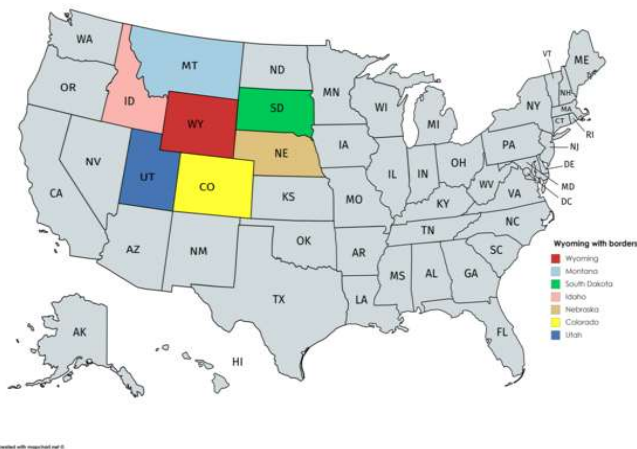 WA
MT
ND
MN
ME
VT
NH
OR
ID
SD
WI
NY
MA
CT
RI
WY
MI
IA
NE
PA
NJ
NV
UT
CO
IL
IN
OH
DE
MD
DC
CA
KS
MO
WV
VA
KY
NC
TN
AZ
NM
OK
AR
SC
MS
AL
GA
TX
LA
FL
AK
HI
Wyoming with borders
Wyoming
Montana
South Dakota
Idaho
Nebraska
Colorado
Utah